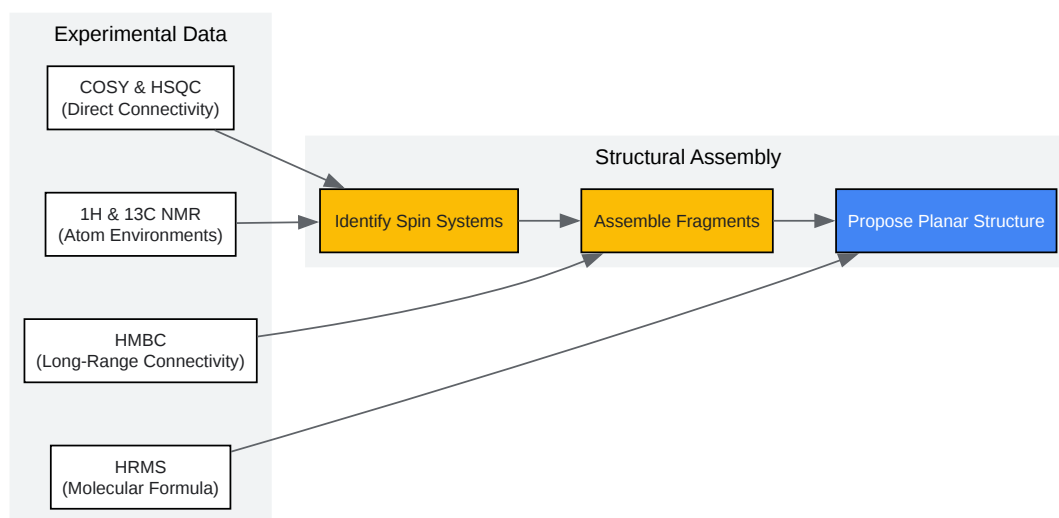 Experimental Data
COSY & HSQC
(Direct Connectivity)
1H & 13C NMR
(Atom Environments)
HMBC
(Long-Range Connectivity)
HRMS
(Molecular Formula)
Structural Assembly
Identify Spin Systems
Assemble Fragments
Propose Planar Structure